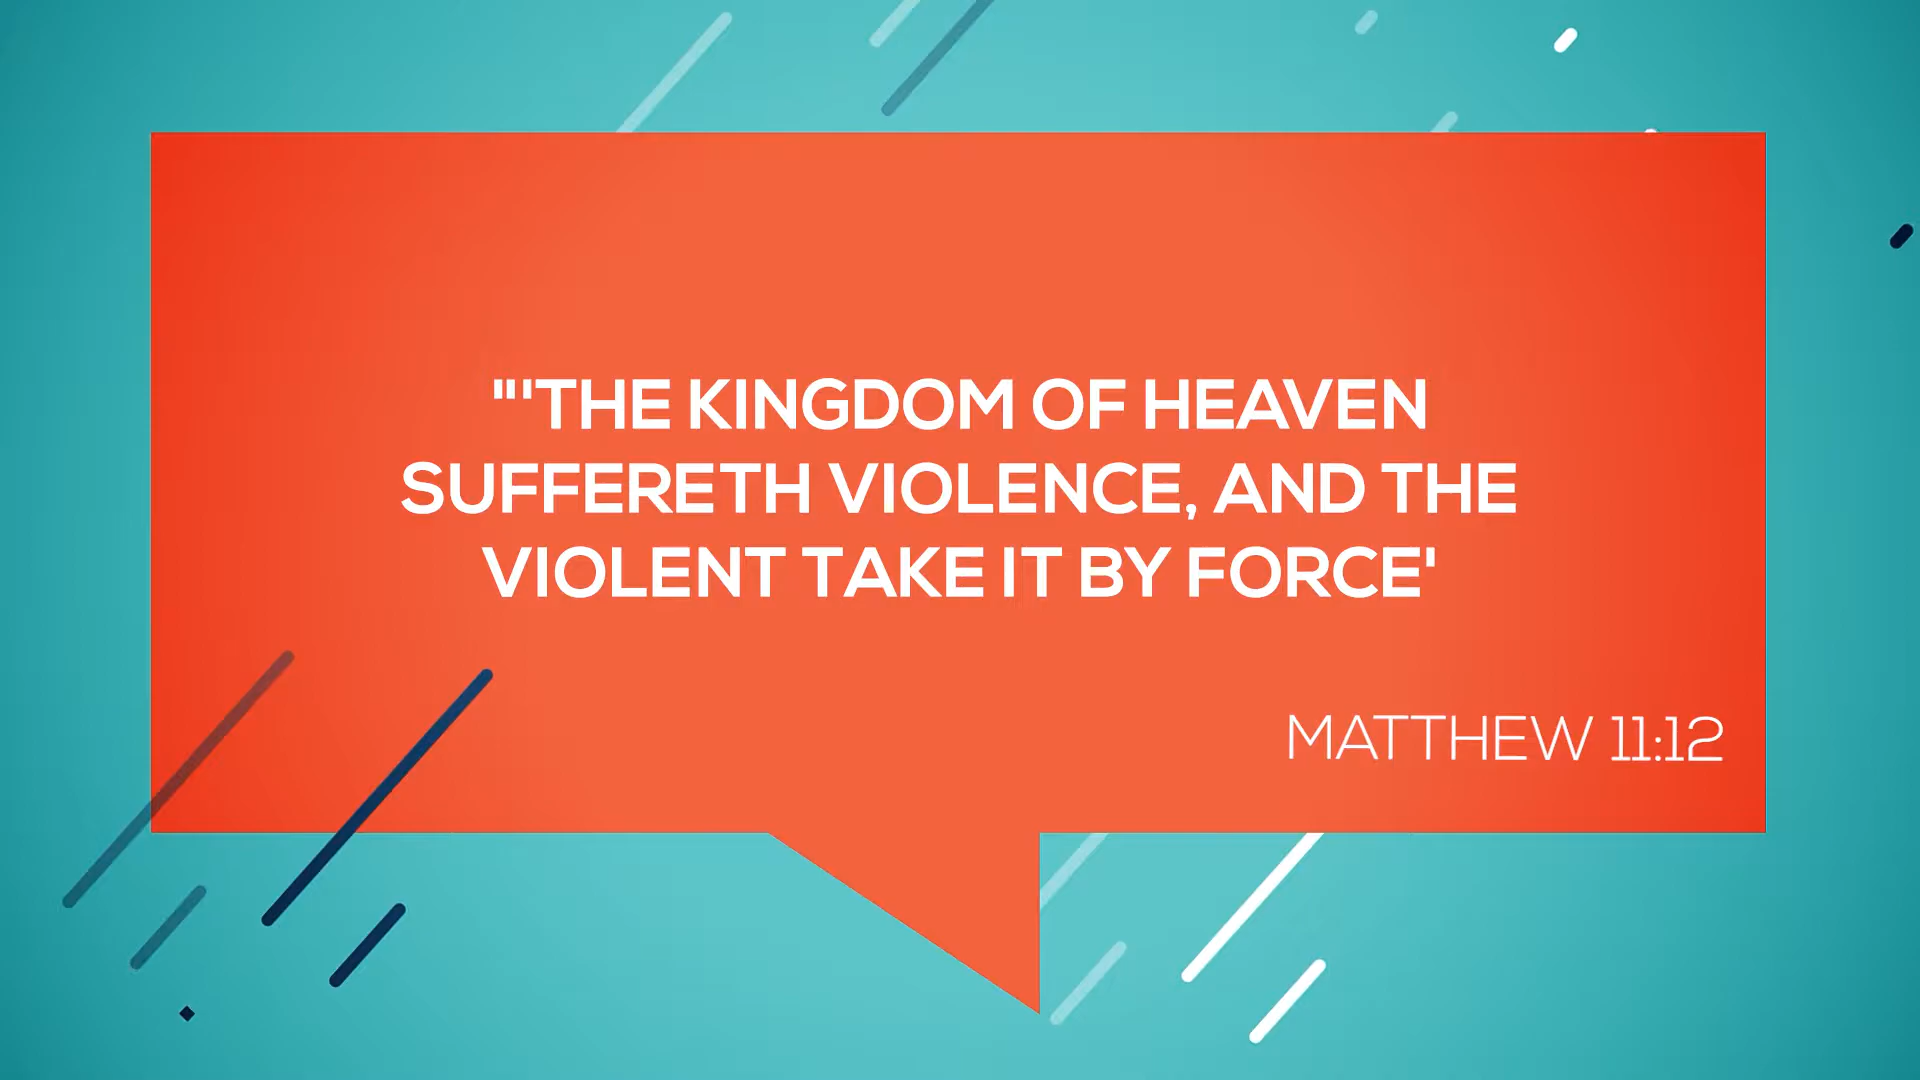 "'THE KINGDOM OF HEAVEN
SUFFERETH VIOLENCE, AND THE
VIOLENT TAKE IT BY FORCE'
MATTHEW 11:12